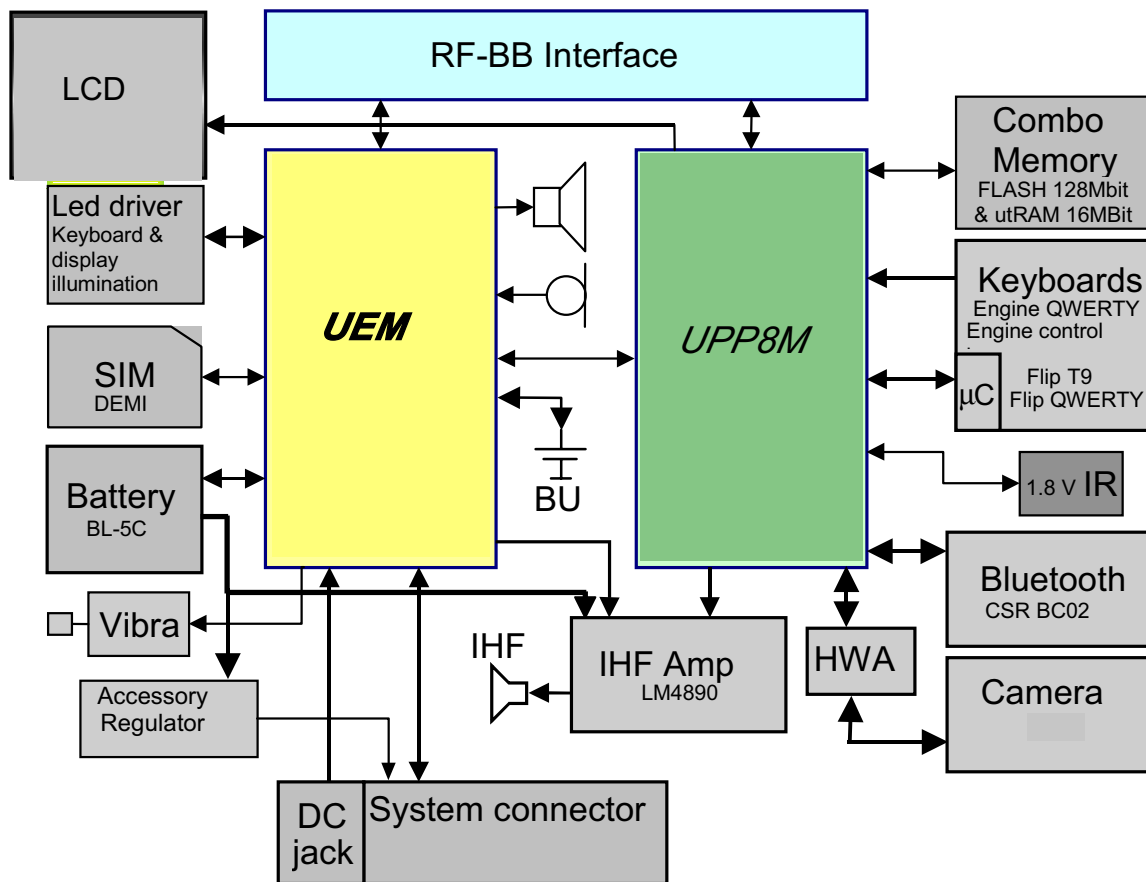 RF-BB Interface
LCD
Combo
Memory
FLASH 128Mbit
& utRAM 16MBit
Led driver
Keyboard &
display
illumination
UEM
UPP8M
Keyboards
Engine QWERTY
Engine control
μC
Flip T9
Flip QWERTY
SIM
DEMI
Battery
BL-5C
BU
1.8 V IR
Bluetooth
CSR BC02
Vibra
IHF
IHF Amp
LM4890
HWA
Camera
Accessory
Regulator
DC
jack
System connector